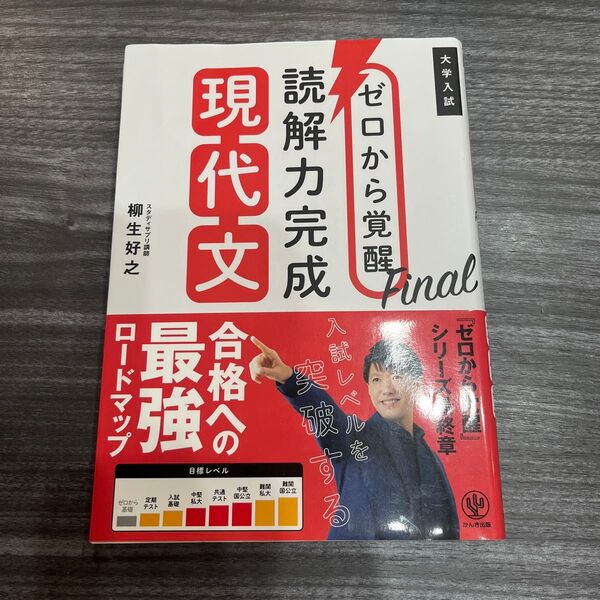 大学入試
ゼロから覚醒
Final
読解力完成
現代文
スタディサプリ講師
柳生好之
『ゼロから覚醒』
シリーズ最終章
入試レベルを
突破する
合格への
最強
ロードマップ
目標レベル
ゼロから
基礎
定期
テスト
入試
基礎
中堅
私大
共通
テスト
中堅
国公立
難関
私大
難関
国公立
かんき出版